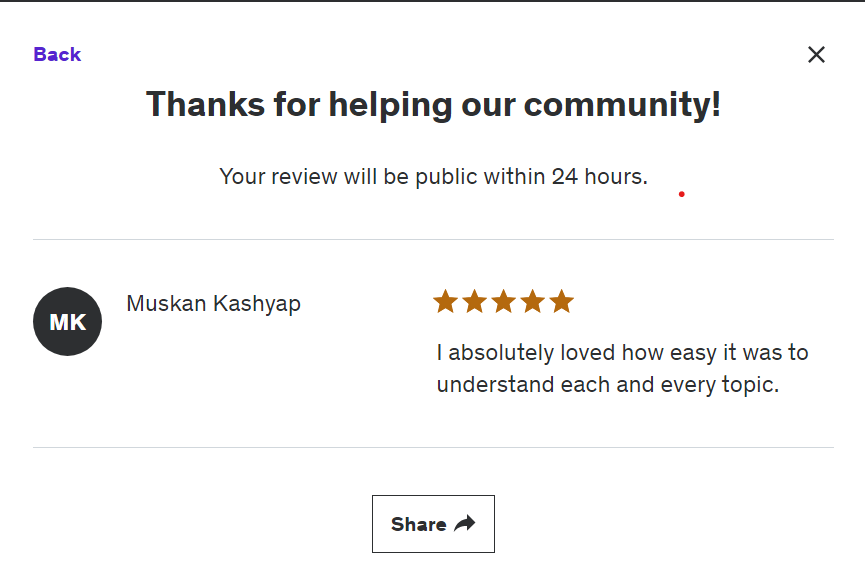 Back
Thanks for helping our community!
Your review will be public within 24 hours.
MK
Muskan Kashyap
I absolutely loved how easy it was to
understand each and every topic.
Share